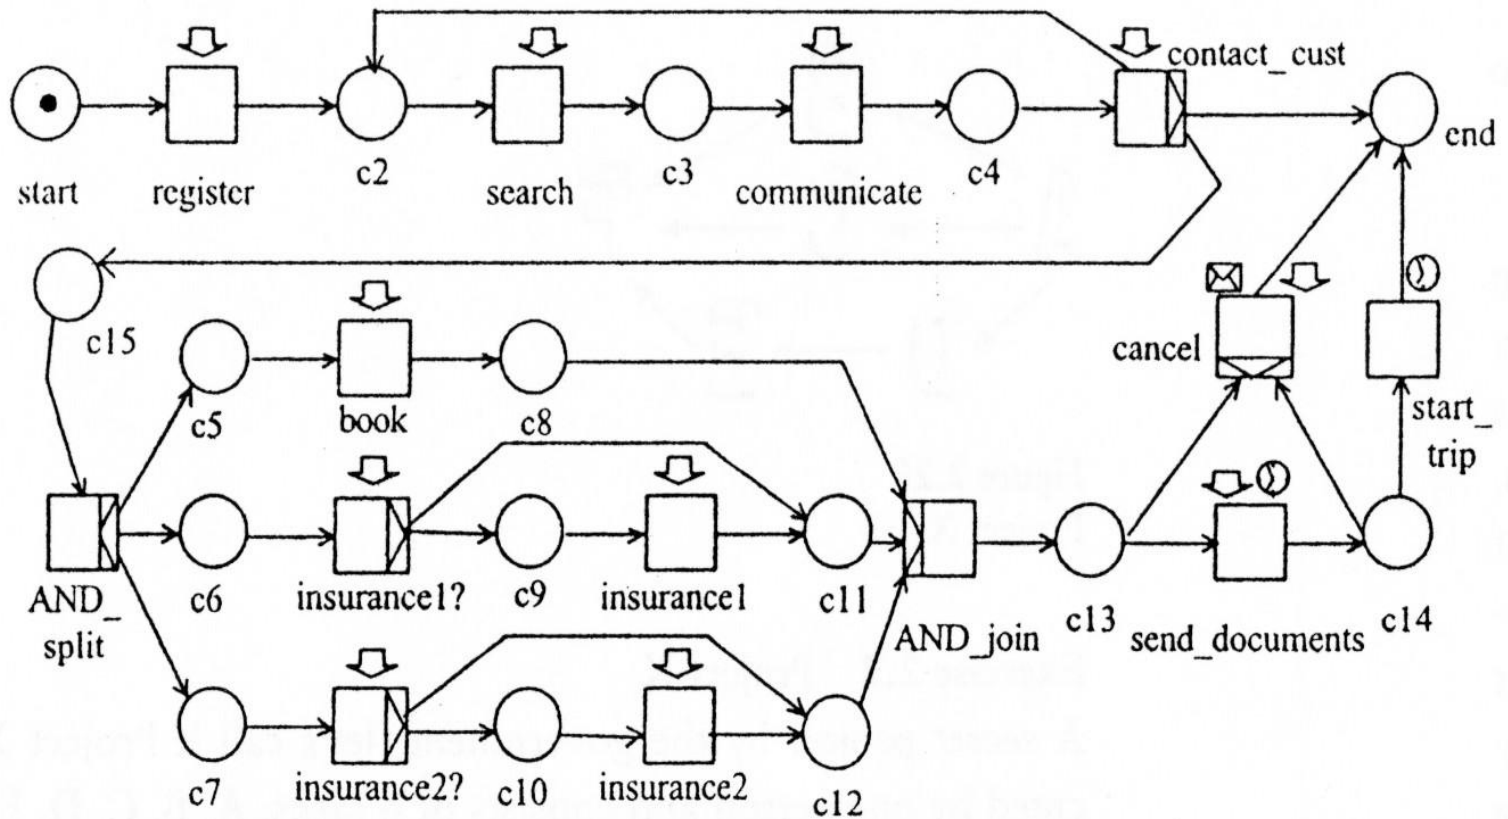 contact_cust
end
start
register
c2
search
c3
communicate
c4
c15
c5
book
c8
cancel
start_
trip
AND_
split
c6
insurance1?
c9
insurance1
c11
AND_join
c13
send_documents
c14
c7
insurance2?
c10
insurance2
c12